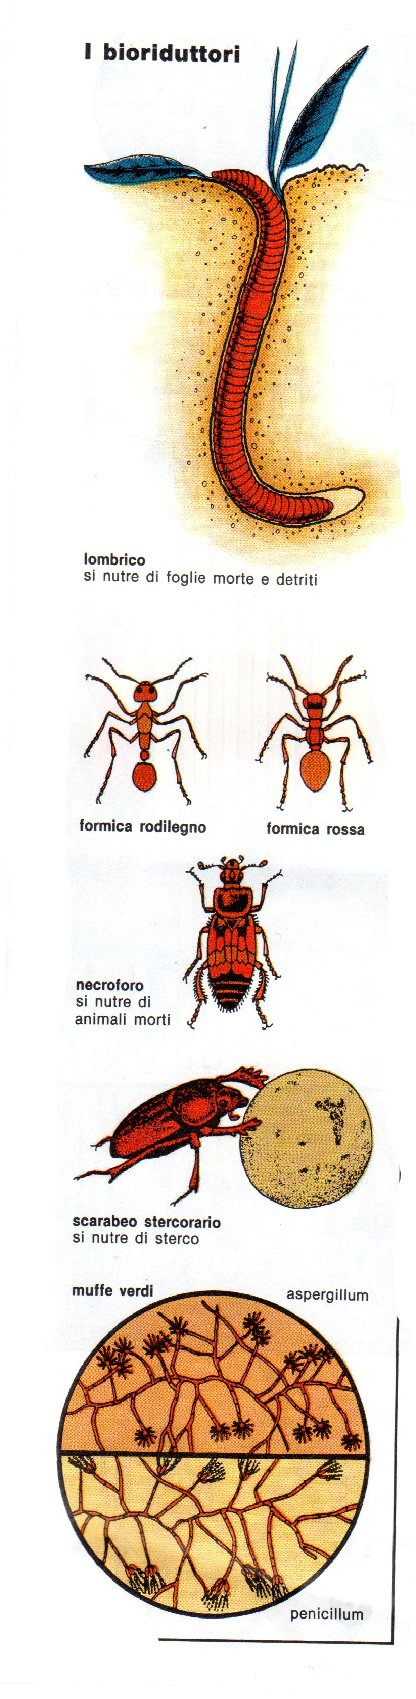 I bioriduttori
lombrico
si nutre di foglie morte e detriti
formica rodilegno
formica rossa
necroforo
si nutre di
animali morti
scarabeo stercorario
si nutre di sterco
muffe verdi
aspergillum
penicillum